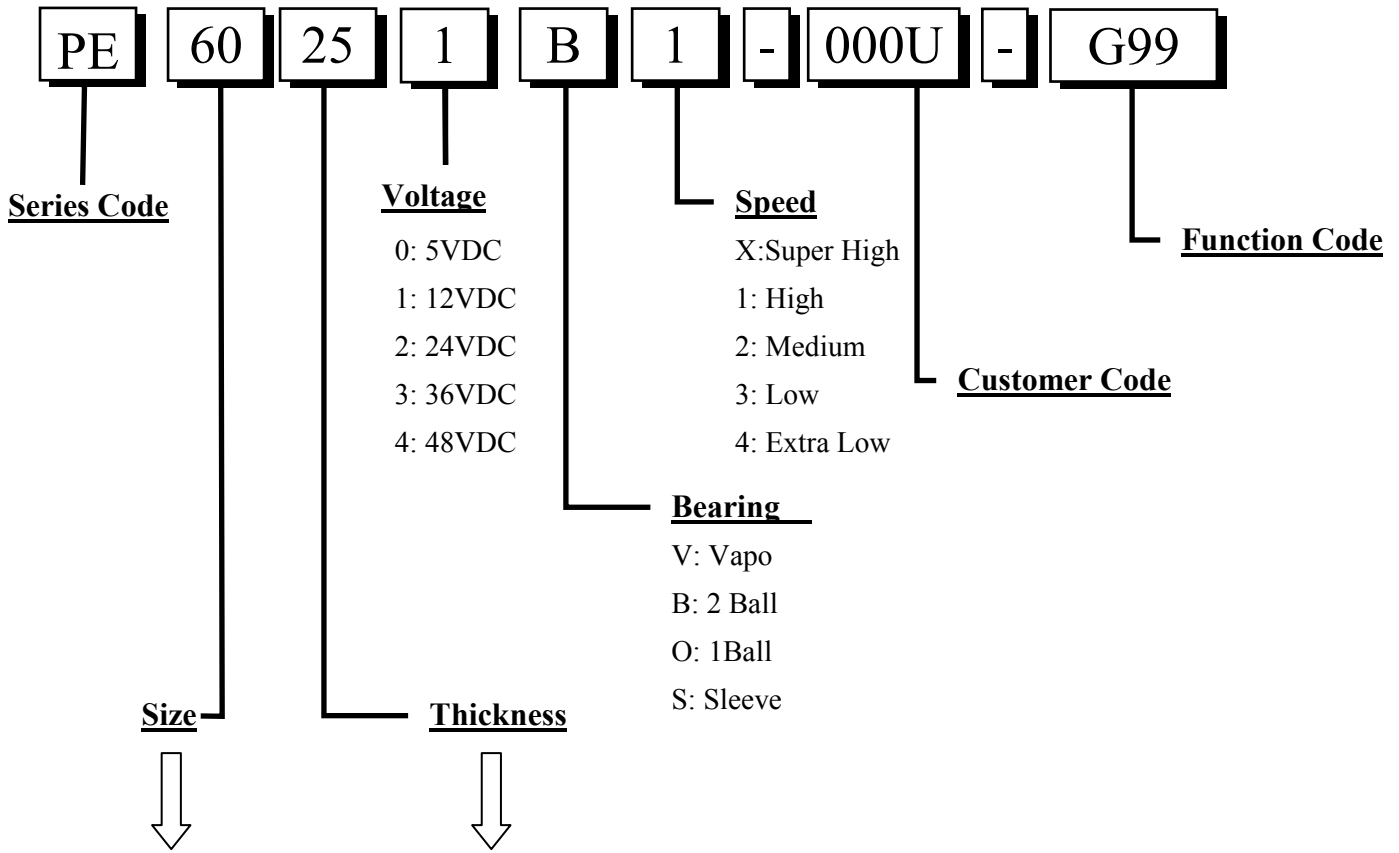 PE 60 25 1 B 1 - 000U - G99
Series Code
Voltage
0: 5VDC
1: 12VDC
2: 24VDC
3: 36VDC
4: 48VDC
Speed
X:Super High
1: High
2: Medium
3: Low
4: Extra Low
Function Code
Customer Code
Bearing
V: Vapo
B: 2 Ball
O: 1Ball
S: Sleeve
Size
Thickness